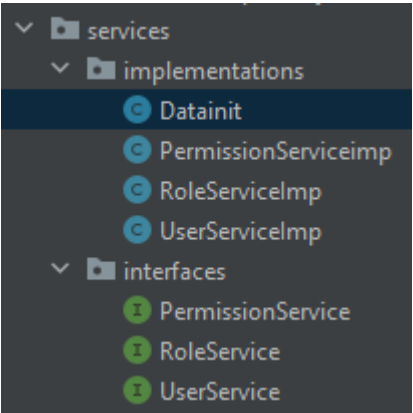 services
implementations
C Datainit
C PermissionServiceimp
C RoleServiceImp
C UserServiceImp
interfaces
I PermissionService
I RoleService
I UserService